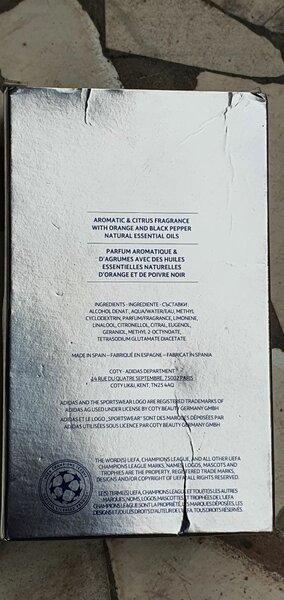 AROMATIC & CITRUS FRAGRANCE
WITH ORANGE AND BLACK PEPPER
NATURAL ESSENTIAL OILS
PARFUM AROMATIQUE &
D'AGRUMES AVEC DES HUILES
ESSENTIELLES NATURELLES
D'ORANGE ET DE POIVRE NOIR
INGREDIENTS - INGREDIENTE - СЪСТАВКИ
ALCOHOL DENAT., AQUA/WATER/EAU, METHYL
CYCLODEXTRIN, PARFUM/FRAGRANCE, LIMONENE,
LINALOOL, CITRONELLOL, CITRAL, EUGENOL,
GERANIOL, METHYL 2-OCTYNOATE,
TETRASODIUM GLUTAMATE DIACETATE.
MADE IN SPAIN – FABRIQUÉ EN ESPAGNE – FABRICAT ÎN SPANIA
COTY - ADIDAS DEPARTMENT
14 RUE DU QUATRE SEPTEMBRE, 75002 PARIS
COTY UK&I, KENT, TN25 4AQ
ADIDAS AND THE SPORTSWEAR LOGO ARE REGISTERED TRADEMARKS OF
ADIDAS AG USED UNDER LICENSE BY COTY BEAUTY GERMANY GMBH
ADIDAS ET LE LOGO „SPORTSWEAR" SONT DES MARQUES DÉPOSÉES PAR
ADIDAS UTILISÉES SOUS LICENCE PAR COTY BEAUTY GERMANY GMBH
THE WORD(S) UEFA, CHAMPIONS LEAGUE, AND ALL OTHER UEFA
CHAMPIONS LEAGUE MARKS, NAMES, LOGOS, MASCOTS AND
TROPHIES ARE THE PROPERTY, REGISTERED TRADE MARKS,
DESIGNS AND/OR COPYRIGHT OF UEFA ALL RIGHTS RESERVED.
LE(S) TERME(S) UEFA, CHAMPIONS LEAGUE ET TOUT(E)S LES AUTRES
MARQUES, NOMS, LOGOS, MASCOTTES ET TROPHÉES DE L'UEFA
CHAMPIONS LEAGUE SONT LA PROPRIÉTÉ, LES MARQUES DÉPOSÉES, LES
DESIGNS ET/OU LES DROITS D'AUTEUR DE L'UEFA. TOUS DROITS RÉSERVÉS.